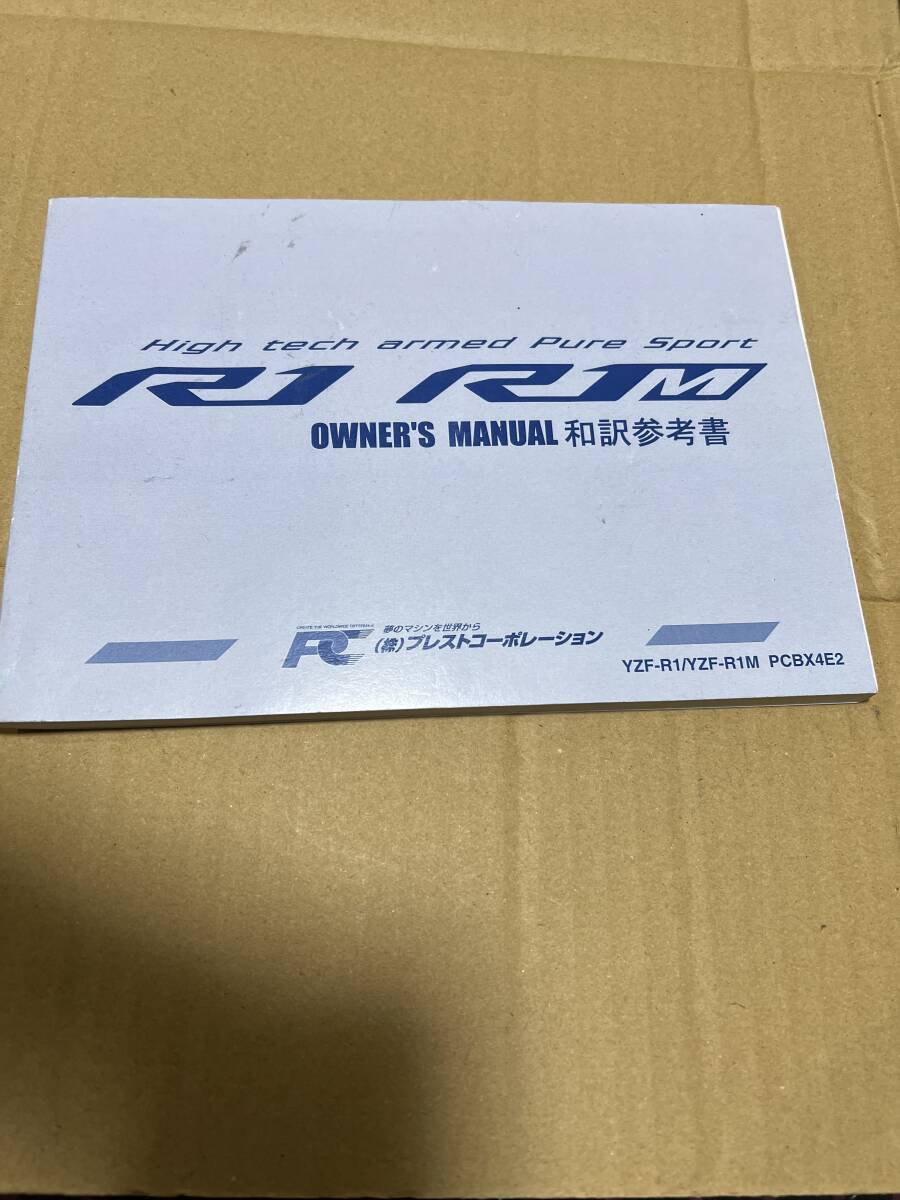 High tech armed Pure Sport
R1 R1M
OWNER'S MANUAL 和訳参考書
PC
夢のマシンを世界から
(株)プレストコーポレーション
YZF-R1/YZF-R1M PCBX4E2